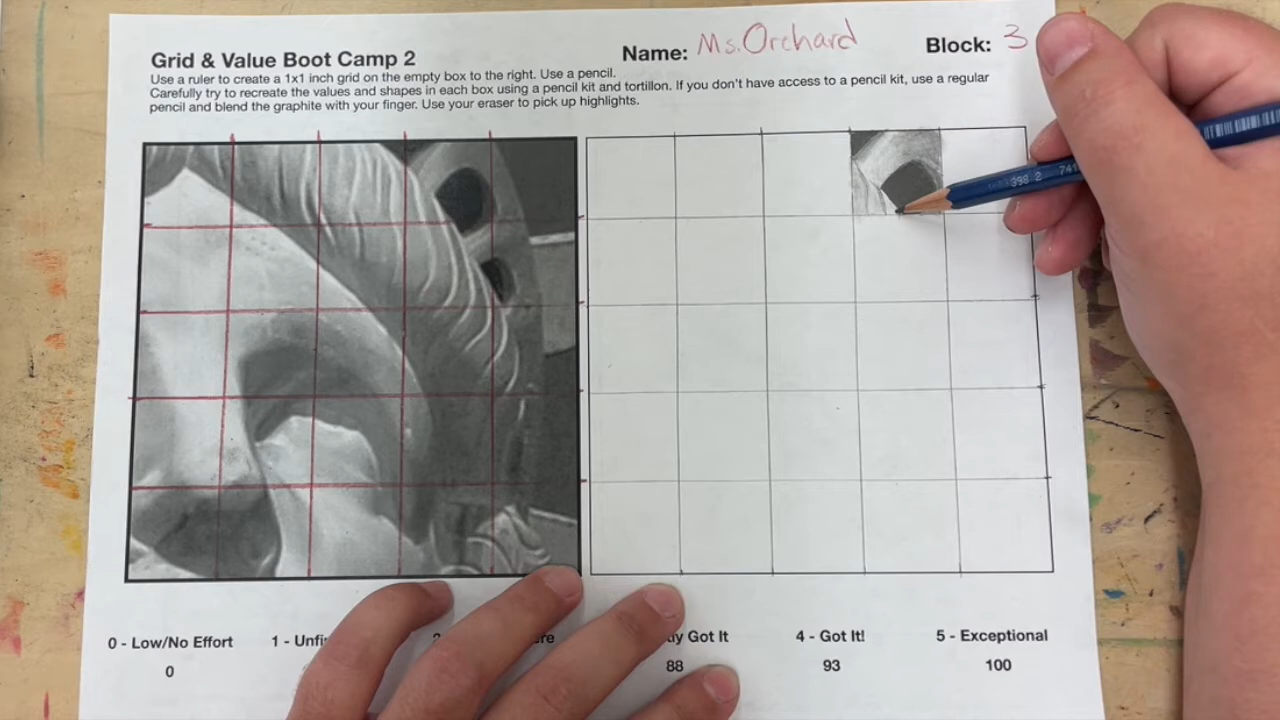 Grid & Value Boot Camp 2
Name: Ms. Orchard
Block: 3
Use a ruler to create a 1x1 inch grid on the empty box to the right. Use a pencil.
Carefully try to recreate the values and shapes in each box using a pencil kit and tortillon. If you don't have access to a pencil kit, use a regular
pencil and blend the graphite with your finger. Use your eraser to pick up highlights.
398 2 741
0 - Low/No Effort 1 - Got It 4 - Got It! 5 - Exceptional
0 88 93 100